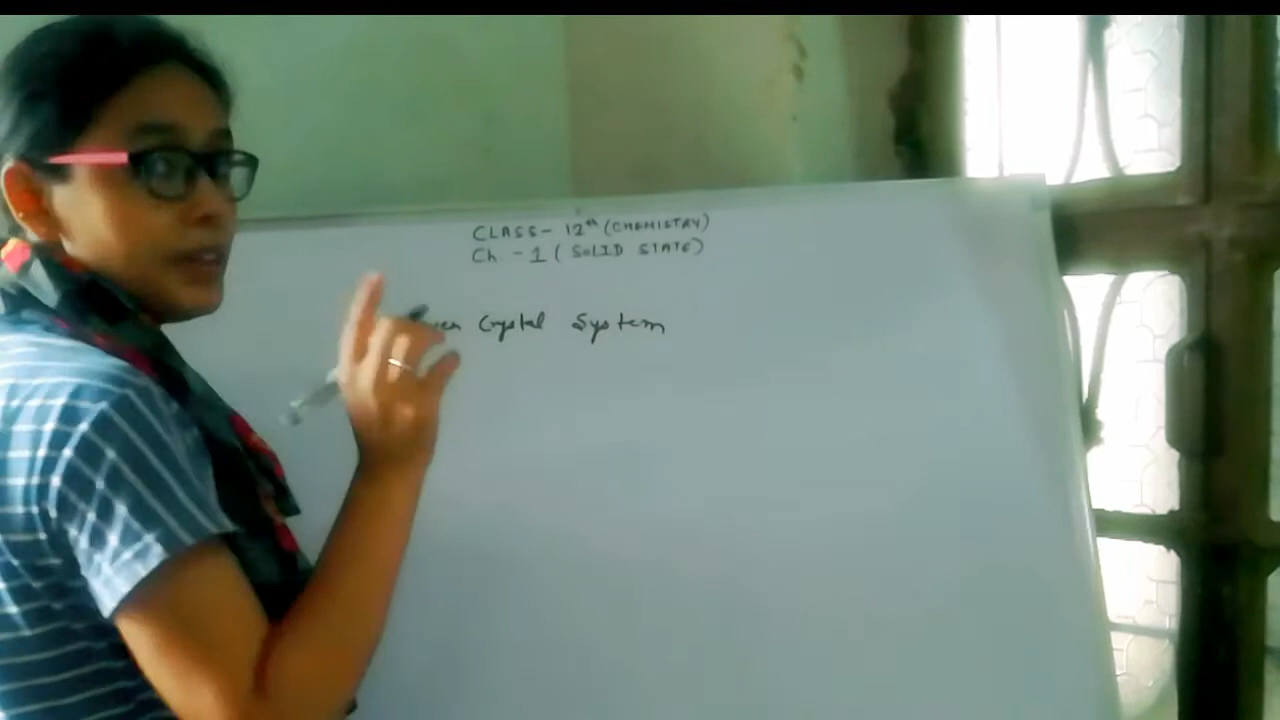 CLASS- 12th (CHEMISTRY)
Ch. - 1 ( SOLID STATE)
Crystal System